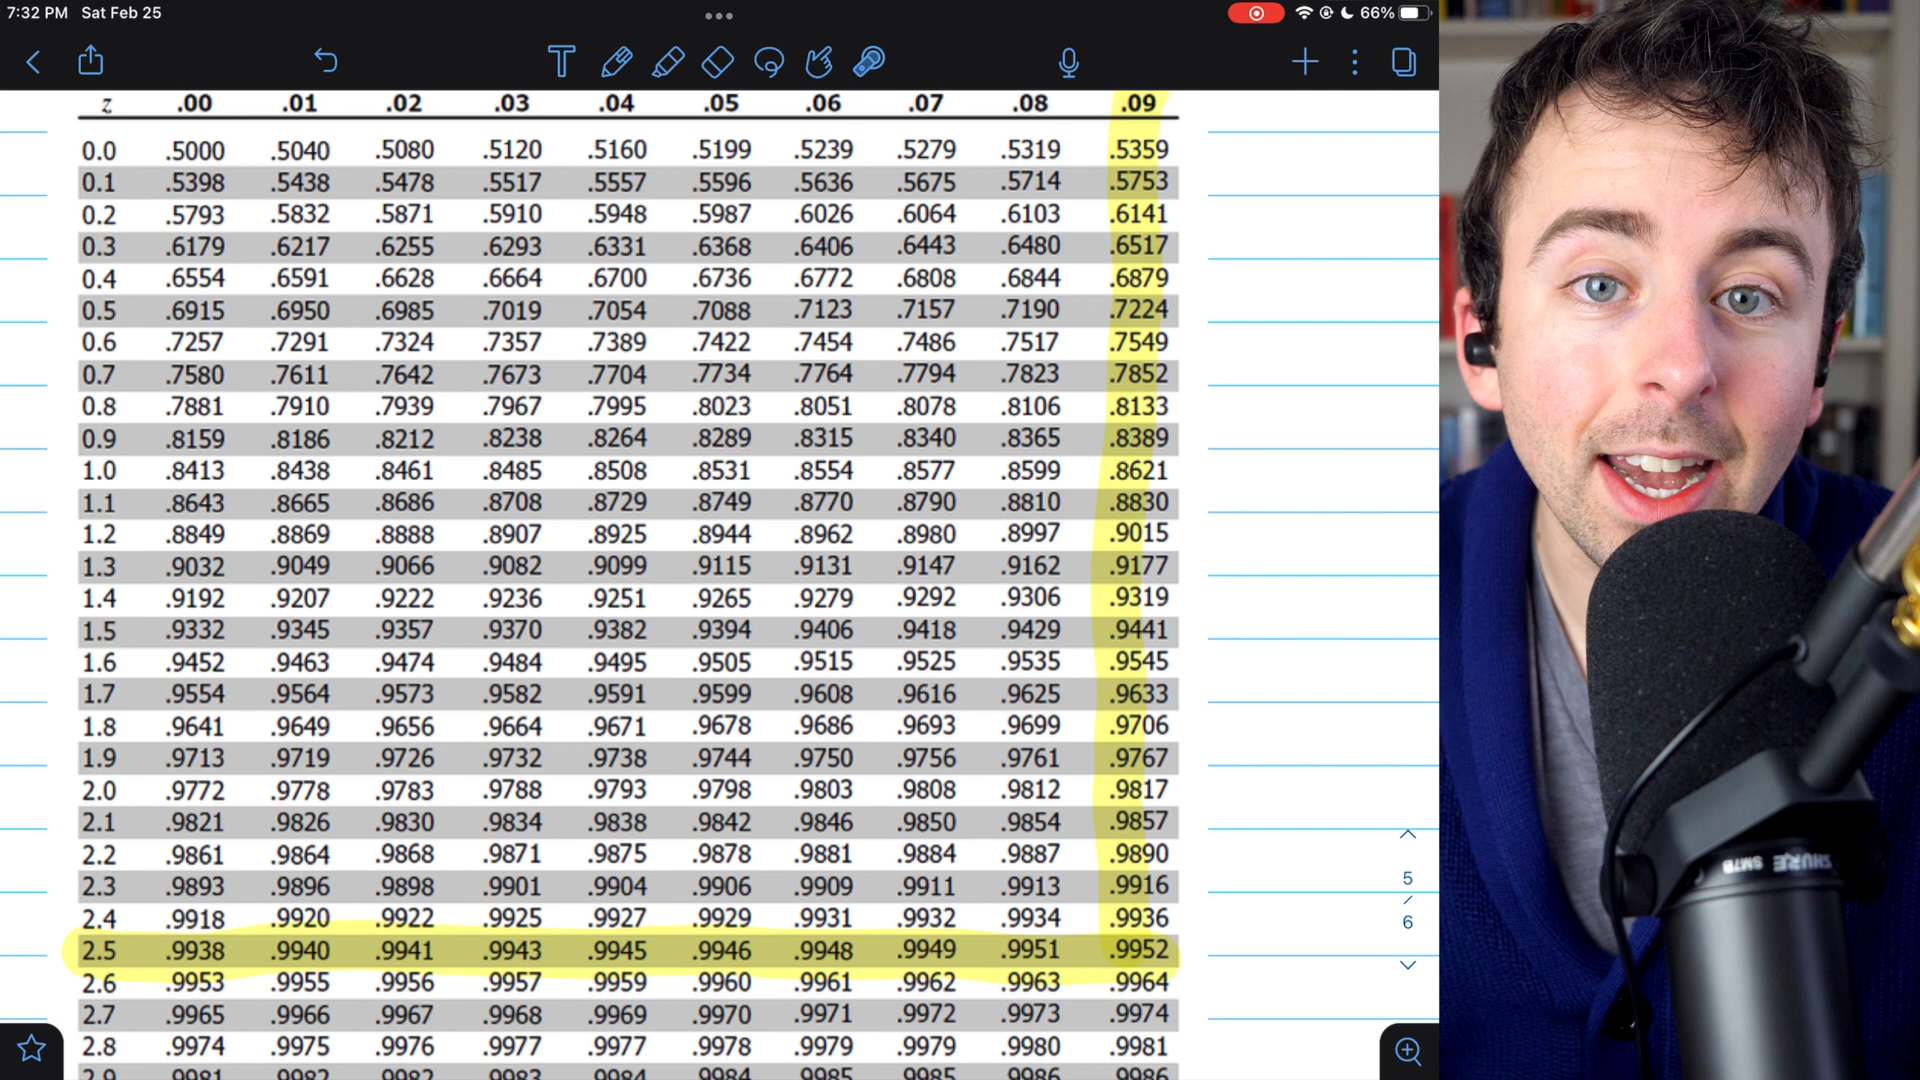 7:32 PM Sat Feb 25
66%
T
z .00 .01 .02 .03 .04 .05 .06 .07 .08 .09
0.0 .5000 .5040 .5080 .5120 .5160 .5199 .5239 .5279 .5319 .5359
0.1 .5398 .5438 .5478 .5517 .5557 .5596 .5636 .5675 .5714 .5753
0.2 .5793 .5832 .5871 .5910 .5948 .5987 .6026 .6064 .6103 .6141
0.3 .6179 .6217 .6255 .6293 .6331 .6368 .6406 .6443 .6480 .6517
0.4 .6554 .6591 .6628 .6664 .6700 .6736 .6772 .6808 .6844 .6879
0.5 .6915 .6950 .6985 .7019 .7054 .7088 .7123 .7157 .7190 .7224
0.6 .7257 .7291 .7324 .7357 .7389 .7422 .7454 .7486 .7517 .7549
0.7 .7580 .7611 .7642 .7673 .7704 .7734 .7764 .7794 .7823 .7852
0.8 .7881 .7910 .7939 .7967 .7995 .8023 .8051 .8078 .8106 .8133
0.9 .8159 .8186 .8212 .8238 .8264 .8289 .8315 .8340 .8365 .8389
1.0 .8413 .8438 .8461 .8485 .8508 .8531 .8554 .8577 .8599 .8621
1.1 .8643 .8665 .8686 .8708 .8729 .8749 .8770 .8790 .8810 .8830
1.2 .8849 .8869 .8888 .8907 .8925 .8944 .8962 .8980 .8997 .9015
1.3 .9032 .9049 .9066 .9082 .9099 .9115 .9131 .9147 .9162 .9177
1.4 .9192 .9207 .9222 .9236 .9251 .9265 .9279 .9292 .9306 .9319
1.5 .9332 .9345 .9357 .9370 .9382 .9394 .9406 .9418 .9429 .9441
1.6 .9452 .9463 .9474 .9484 .9495 .9505 .9515 .9525 .9535 .9545
1.7 .9554 .9564 .9573 .9582 .9591 .9599 .9608 .9616 .9625 .9633
1.8 .9641 .9649 .9656 .9664 .9671 .9678 .9686 .9693 .9699 .9706
1.9 .9713 .9719 .9726 .9732 .9738 .9744 .9750 .9756 .9761 .9767
2.0 .9772 .9778 .9783 .9788 .9793 .9798 .9803 .9808 .9812 .9817
2.1 .9821 .9826 .9830 .9834 .9838 .9842 .9846 .9850 .9854 .9857
2.2 .9861 .9864 .9868 .9871 .9875 .9878 .9881 .9884 .9887 .9890
2.3 .9893 .9896 .9898 .9901 .9904 .9906 .9909 .9911 .9913 .9916
2.4 .9918 .9920 .9922 .9925 .9927 .9929 .9931 .9932 .9934 .9936
2.5 .9938 .9940 .9941 .9943 .9945 .9946 .9948 .9949 .9951 .9952
2.6 .9953 .9955 .9956 .9957 .9959 .9960 .9961 .9962 .9963 .9964
2.7 .9965 .9966 .9967 .9968 .9969 .9970 .9971 .9972 .9973 .9974
2.8 .9974 .9975 .9976 .9977 .9977 .9978 .9979 .9979 .9980 .9981
2.9 .9981 .9982 .9982 .9983 .9984 .9984 .9985 .9985 .9986 .9986
5
/
6
SHURE SM7B